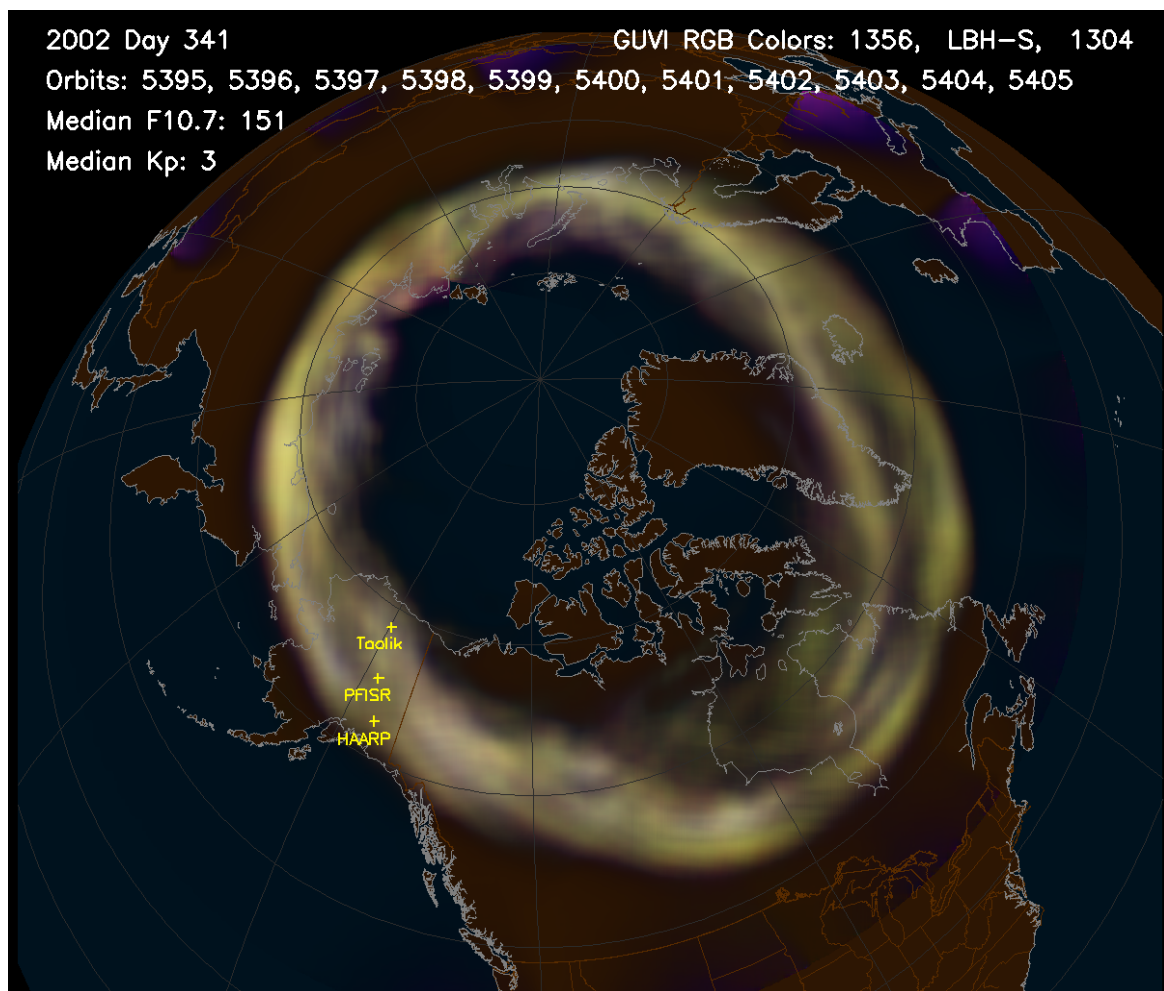 2002 Day 341
GUVI RGB Colors: 1356, LBH-S, 1304
Orbits: 5395, 5396, 5397, 5398, 5399, 5400, 5401, 5402, 5403, 5404, 5405
Median F10.7: 151
Median Kp: 3
Toolik
PFISR
HAARP